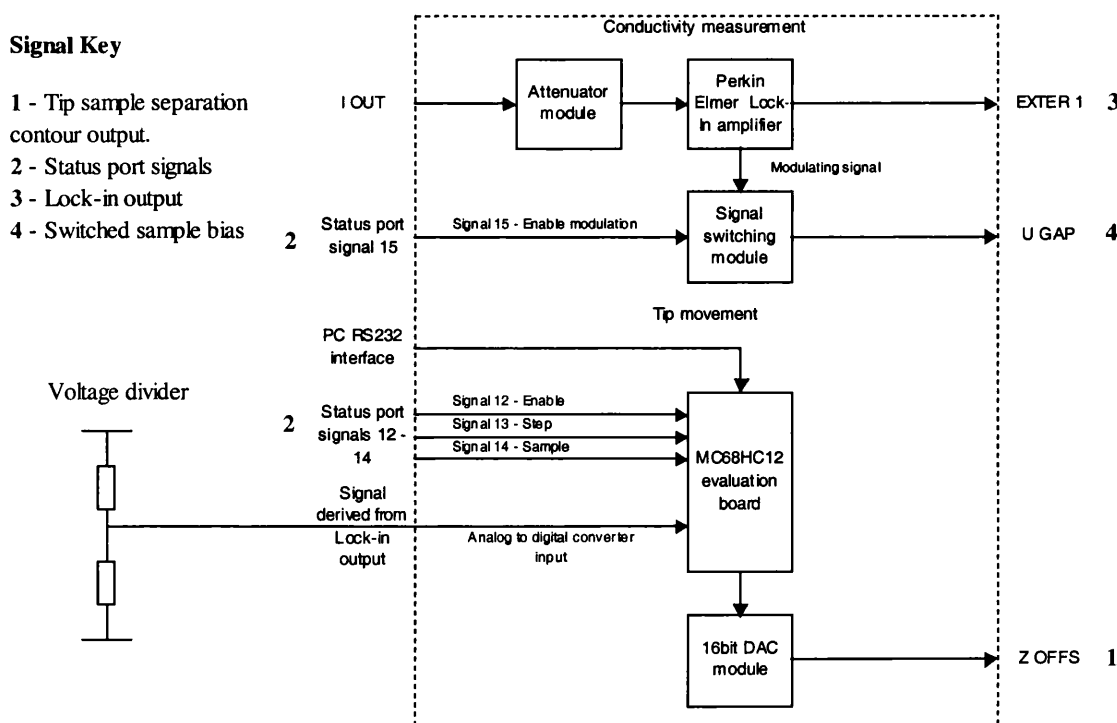 Conductivity measurement
Signal Key
1 - Tip sample separation
contour output.
2 - Status port signals
3 - Lock-in output
4 - Switched sample bias
I OUT
Attenuator
module
Perkin
Elmer Lock-
In amplifier
EXTER 1 3
Modulating signal
2
Status port
signal 15
Signal 15 - Enable modulation
Signal
switching
module
U GAP 4
Tip movement
PC RS232
interface
Voltage divider
2
Status port
signals 12 -
14
Signal 12 - Enable
Signal 13 - Step
Signal 14 - Sample
MC68HC12
evaluation
board
Signal
derived from
Lock-in
output
Analog to digital converter
input
16bit DAC
module
Z OFFS 1